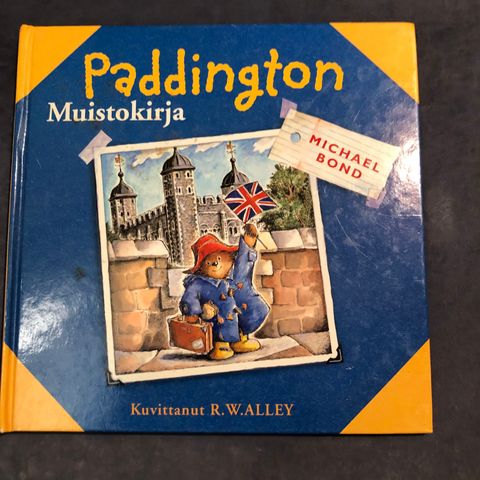 Paddington
Muistokirja
MICHAEL
BOND
Kuvittanut R.W.ALLEY